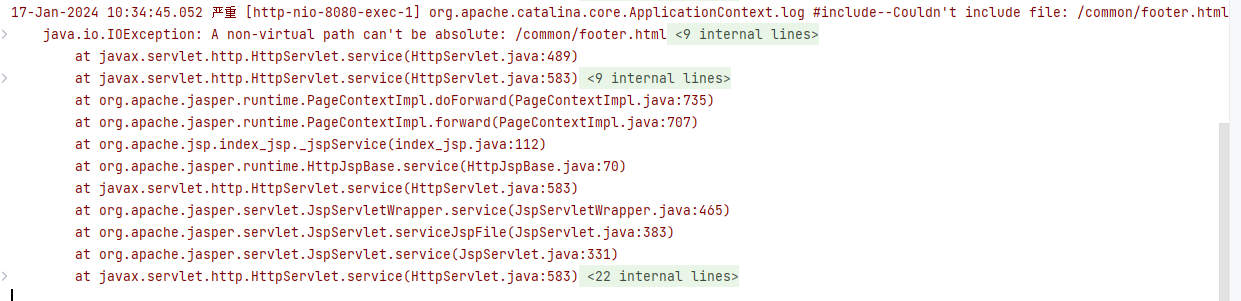 17-Jan-2024 10:34:45.052 严重 [http-nio-8080-exec-1] org.apache.catalina.core.ApplicationContext.log #include--Couldn't include file: /common/footer.html
java.io.IOException: A non-virtual path can't be absolute: /common/footer.html <9 internal lines>
at javax.servlet.http.HttpServlet.service(HttpServlet.java:489)
at javax.servlet.http.HttpServlet.service(HttpServlet.java:583) <9 internal lines>
at org.apache.jasper.runtime.PageContextImpl.doForward(PageContextImpl.java:735)
at org.apache.jasper.runtime.PageContextImpl.forward(PageContextImpl.java:707)
at org.apache.jsp.index_jsp._jspService(index_jsp.java:112)
at org.apache.jasper.runtime.HttpJspBase.service(HttpJspBase.java:70)
at javax.servlet.http.HttpServlet.service(HttpServlet.java:583)
at org.apache.jasper.servlet.JspServletWrapper.service(JspServletWrapper.java:465)
at org.apache.jasper.servlet.JspServlet.serviceJspFile(JspServlet.java:383)
at org.apache.jasper.servlet.JspServlet.service(JspServlet.java:331)
at javax.servlet.http.HttpServlet.service(HttpServlet.java:583) <22 internal lines>